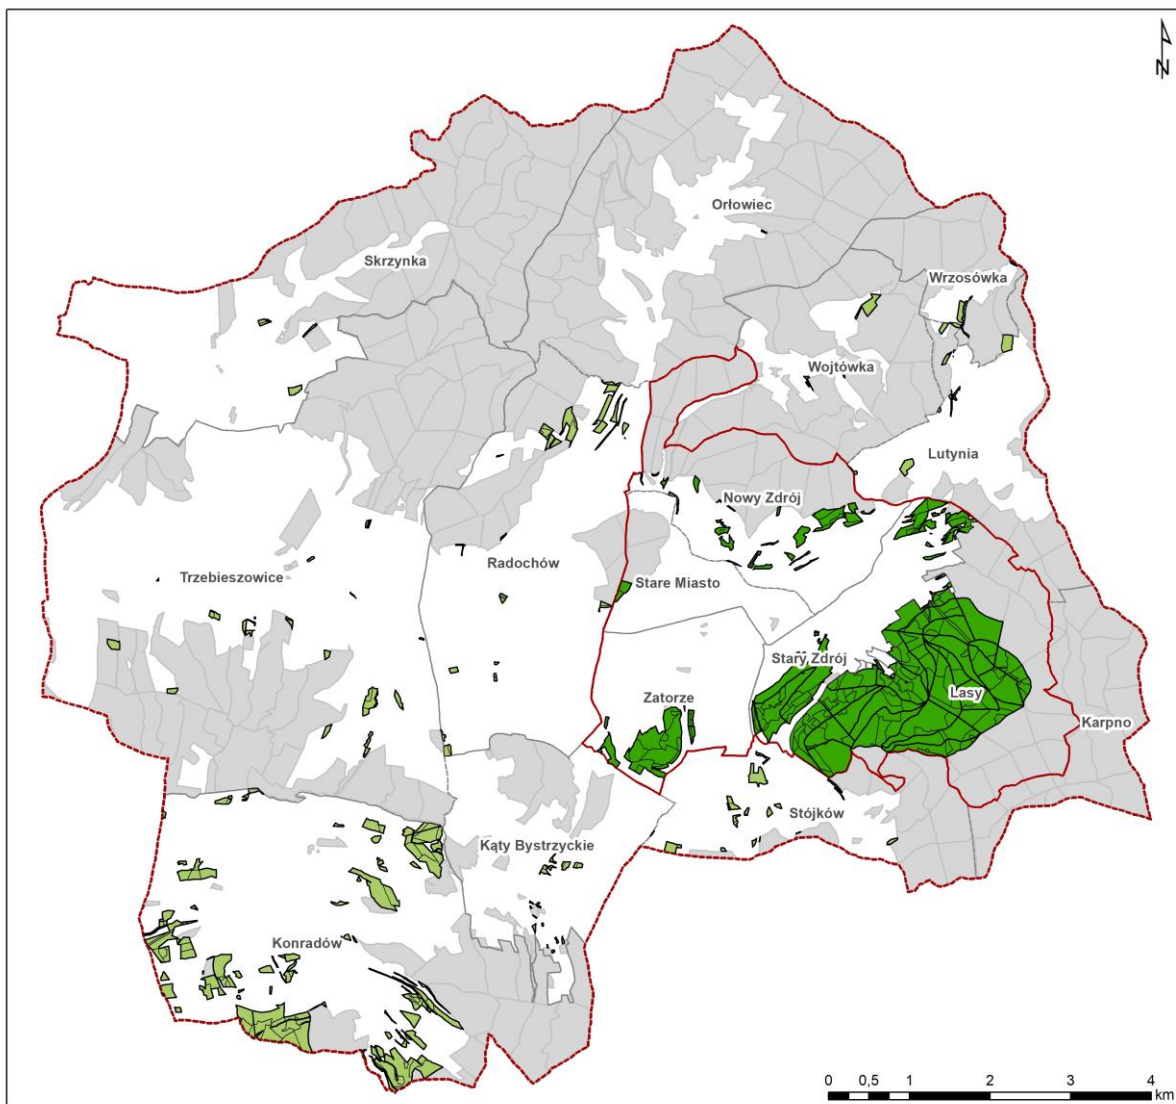 N
Orłowiec
Skrzynka
Wrzosówka
Wojtówka
Lutynia
Nowy Zdrój
Radochów
Trzebieszowice
Stare Miasto
Stary Zdrój
Lasy
Zatorze
Karpno
Stójków
Kąty Bystrzyckie
Konradów
0 0,5 1 2 3 4
km